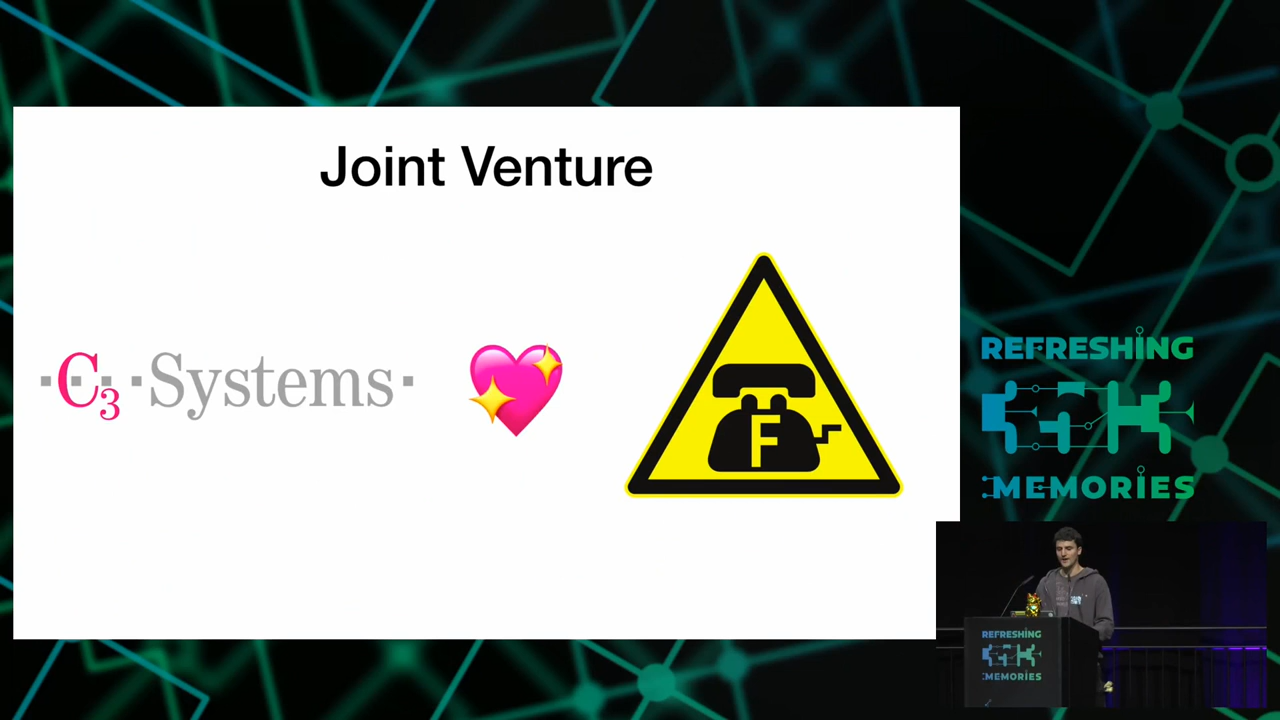 Joint Venture
C3 Systems
F
REFRESHING
MEMORIES
REFRESHING
MEMORIES